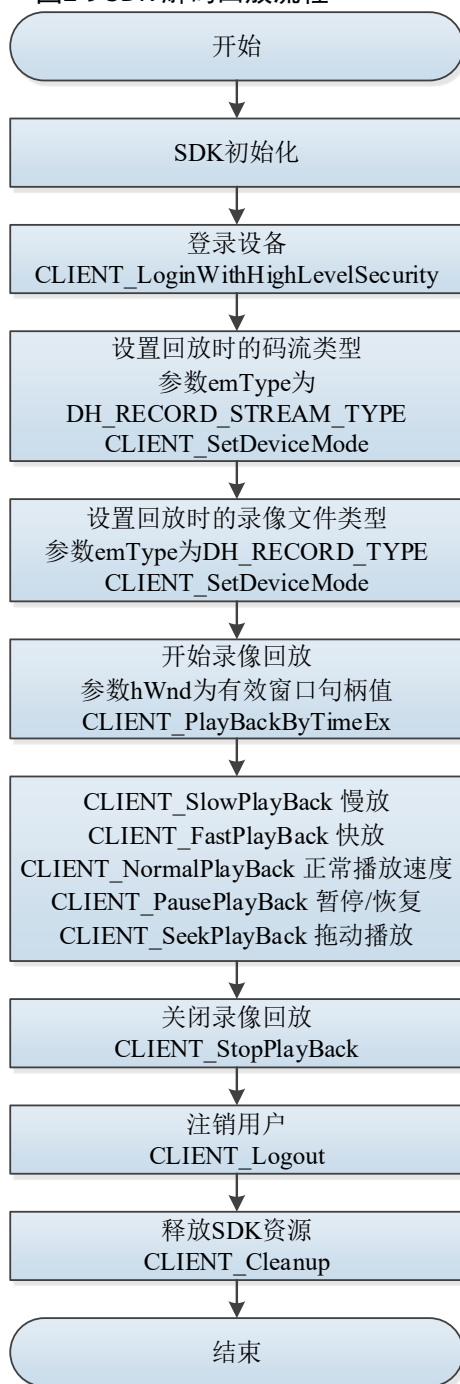 开始
SDK初始化
登录设备
CLIENT_LoginWithHighLevelSecurity
设置回放时的码流类型
参数emType为
DH_RECORD_STREAM_TYPE
CLIENT_SetDeviceMode
设置回放时的录像文件类型
参数emType为DH_RECORD_TYPE
CLIENT_SetDeviceMode
开始录像回放
参数hWnd为有效窗口句柄值
CLIENT_PlayBackByTimeEx
CLIENT_SlowPlayBack 慢放
CLIENT_FastPlayBack 快放
CLIENT_NormalPlayBack 正常播放速度
CLIENT_PausePlayBack 暂停/恢复
CLIENT_SeekPlayBack 拖动播放
关闭录像回放
CLIENT_StopPlayBack
注销用户
CLIENT_Logout
释放SDK资源
CLIENT_Cleanup
结束